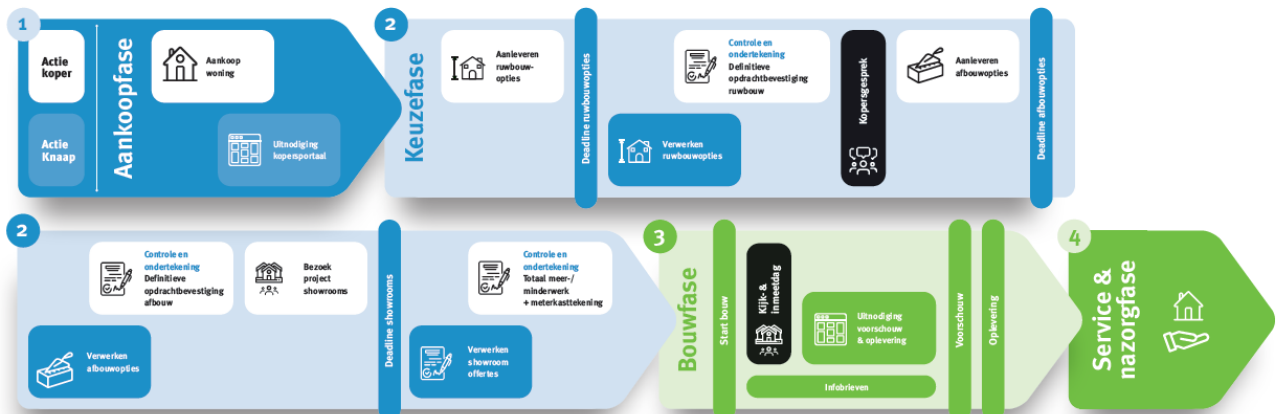 1
Actie
koper
Actie
Knaap
Aankoopfase
Aankoop
woning
Uitnodiging
kopersportaal
2
Keuzefase
Aanleveren
ruwbouw-
opties
Deadline ruwbouwopties
Verwerken
ruwbouwopties
Controle en
ondertekening
Definitieve
opdrachtbevestiging
ruwbouw
Kopersgesprek
Aanleveren
afbouwopties
Deadline afbouwopties
2
Verwerken
afbouwopties
Controle en
ondertekening
Definitieve
opdrachtbevestiging
afbouw
Bezoek
project
showrooms
Deadline showrooms
Controle en
ondertekening
Totaal meer-/
minderwerk
+ meterkasttekening
Verwerken
showroom
offertes
3
Bouwfase
Start bouw
Kijk- &
inmeetdag
Uitnodiging
voorschouw
& oplevering
Infobrieven
Voorschouw
Oplevering
4
Service &
nazorgfase